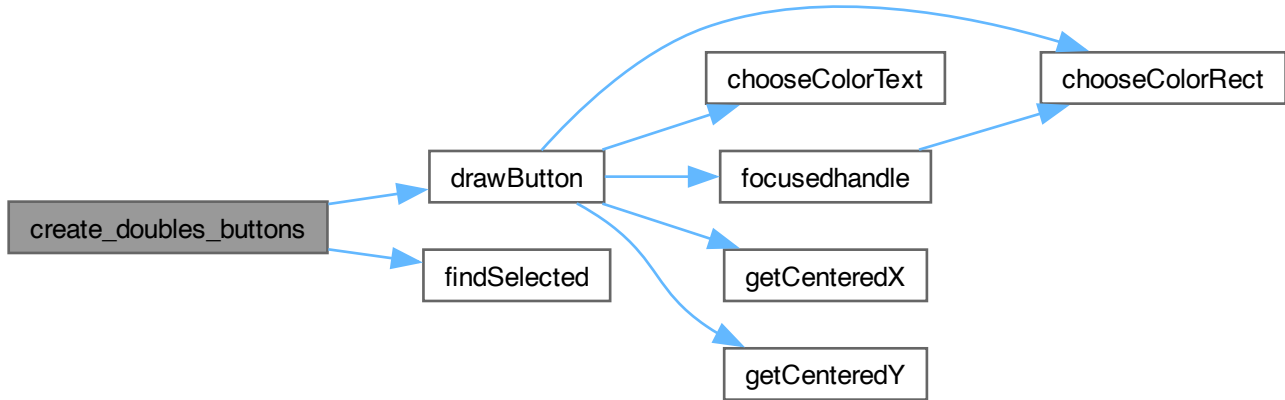 create_doubles_buttons
drawButton
findSelected
chooseColorText
focusedhandle
getCenteredX
getCenteredY
chooseColorRect